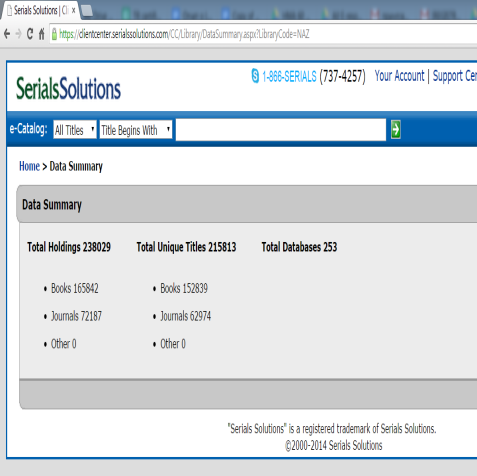 Serials Solutions | Cli x
https://clientcenter.serialssolutions.com/CC/Library/DataSummary.aspx?LibraryCode=NAZ
SerialsSolutions
1-866-SERIALS (737-4257) Your Account | Support Cer
e-Catalog: All Titles Title Begins With
Home > Data Summary
Data Summary
Total Holdings 238029 Total Unique Titles 215813 Total Databases 253
• Books 165842 • Books 152839
• Journals 72187 • Journals 62974
• Other 0 • Other 0
"Serials Solutions" is a registered trademark of Serials Solutions.
©2000-2014 Serials Solutions